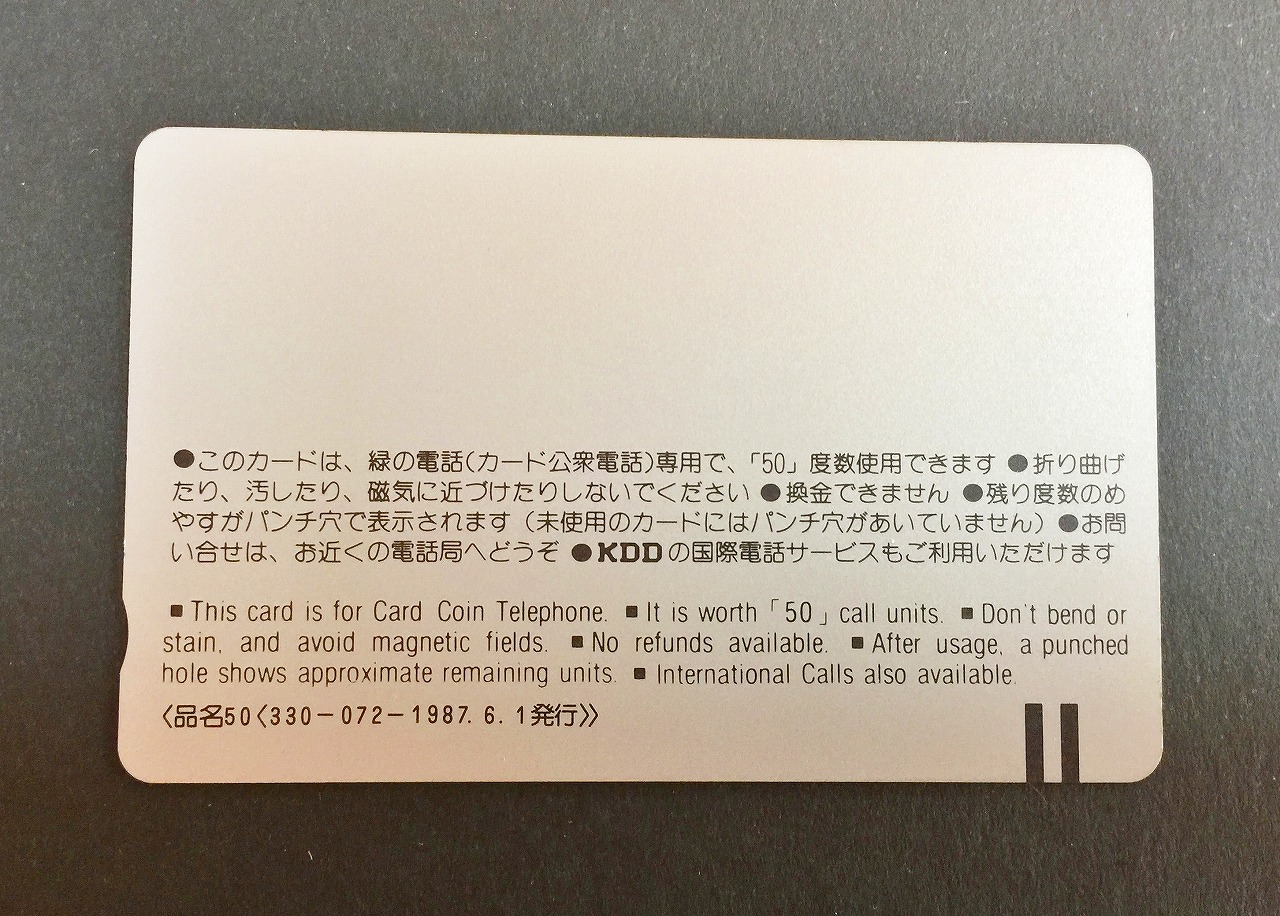 ●このカードは、緑の電話(カード公衆電話)専用で、「50」度数使用できます ●折り曲げ
たり、汚したり、磁気に近づけたりしないでください ●換金できません ●残り度数のめ
やすがパンチ穴で表示されます(未使用のカードにはパンチ穴があいていません) ●お問
い合せは、お近くの電話局へどうぞ ●KDDの国際電話サービスもご利用いただけます
■This card is for Card Coin Telephone. ■It is worth「50」call units. ■Don't bend or
stain, and avoid magnetic fields. ■No refunds available. ■After usage, a punched
hole shows approximate remaining units. ■International Calls also available.
〈品名50〈330-072-1987. 6. 1発行〉〉